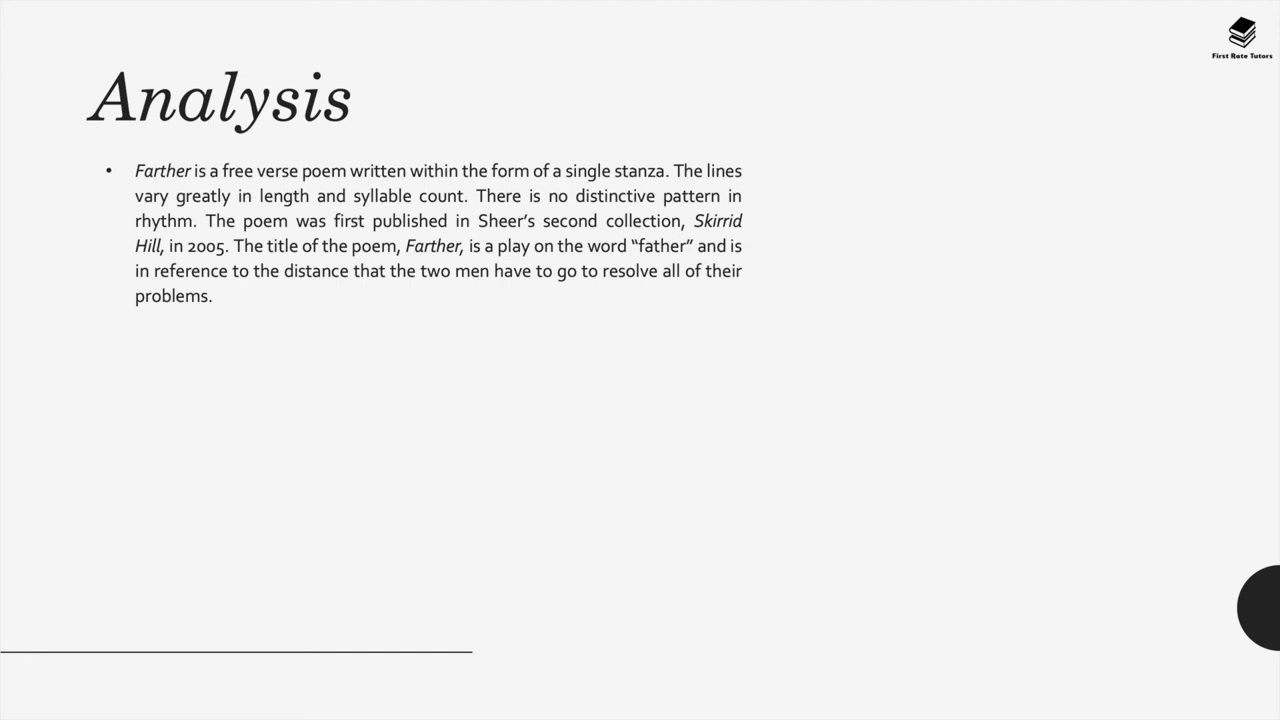 First Rate Tutors
Analysis
• Farther is a free verse poem written within the form of a single stanza. The lines
vary greatly in length and syllable count. There is no distinctive pattern in
rhythm. The poem was first published in Sheer’s second collection, Skirrid
Hill, in 2005. The title of the poem, Farther, is a play on the word “father” and is
in reference to the distance that the two men have to go to resolve all of their
problems.